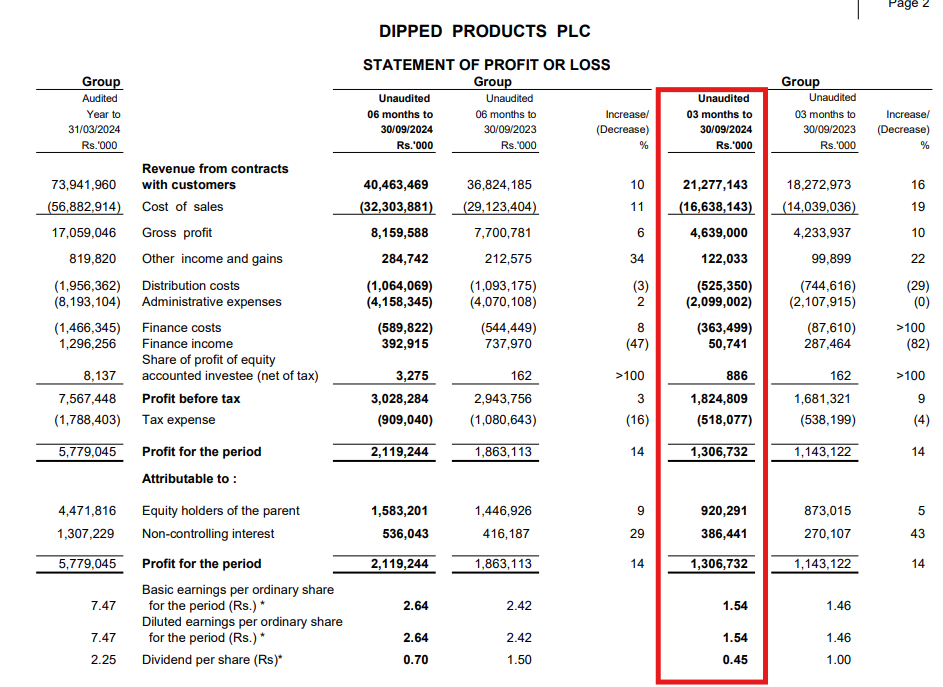 Page 2
DIPPED PRODUCTS PLC
STATEMENT OF PROFIT OR LOSS
Group Group Group
Audited Unaudited Unaudited Unaudited Unaudited
Year to 06 months to 06 months to Increase/ 03 months to 03 months to Increase/
31/03/2024 30/09/2024 30/09/2023 (Decrease) 30/09/2024 30/09/2023 (Decrease)
Rs.'000 Rs.'000 Rs.'000 % Rs.'000 Rs.'000 %
Revenue from contracts
73,941,960 with customers 40,463,469 36,824,185 10 21,277,143 18,272,973 16
(56,882,914) Cost of sales (32,303,881) (29,123,404) 11 (16,638,143) (14,039,036) 19
17,059,046 Gross profit 8,159,588 7,700,781 6 4,639,000 4,233,937 10
819,820 Other income and gains 284,742 212,575 34 122,033 99,899 22
(1,956,362) Distribution costs (1,064,069) (1,093,175) (3) (525,350) (744,616) (29)
(8,193,104) Administrative expenses (4,158,345) (4,070,108) 2 (2,099,002) (2,107,915) (0)
(1,466,345) Finance costs (589,822) (544,449) 8 (363,499) (87,610) >100
1,296,256 Finance income 392,915 737,970 (47) 50,741 287,464 (82)
Share of profit of equity
8,137 accounted investee (net of tax) 3,275 162 >100 886 162 >100
7,567,448 Profit before tax 3,028,284 2,943,756 3 1,824,809 1,681,321 9
(1,788,403) Tax expense (909,040) (1,080,643) (16) (518,077) (538,199) (4)
5,779,045 Profit for the period 2,119,244 1,863,113 14 1,306,732 1,143,122 14
Attributable to :
4,471,816 Equity holders of the parent 1,583,201 1,446,926 9 920,291 873,015 5
1,307,229 Non-controlling interest 536,043 416,187 29 386,441 270,107 43
5,779,045 Profit for the period 2,119,244 1,863,113 14 1,306,732 1,143,122 14
Basic earnings per ordinary share
7.47 for the period (Rs.) * 2.64 2.42 1.54 1.46
Diluted earnings per ordinary share
7.47 for the period (Rs.) * 2.64 2.42 1.54 1.46
2.25 Dividend per share (Rs)* 0.70 1.50 0.45 1.00